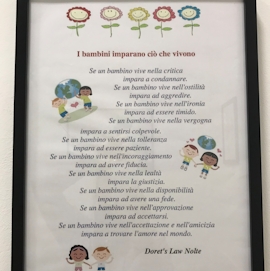 I bambini imparano ciò che vivono
Se un bambino vive nella critica
impara a condannare.
Se un bambino vive nell'ostilità
impara ad aggredire.
Se un bambino vive nell'ironia
impara ad essere timido.
Se un bambino vive nella vergogna
impara a sentirsi colpevole.
Se un bambino vive nella tolleranza
impara ad essere paziente.
Se un bambino vive nell'incoraggiamento
impara ad avere fiducia.
Se un bambino vive nella lealtà
impara la giustizia.
Se un bambino vive nella disponibilità
impara ad avere una fede.
Se un bambino vive nell'approvazione
impara ad accettarsi.
Se un bambino vive nell'accettazione e nell'amicizia
impara a trovare l'amore nel mondo.
Doret's Law Nolte